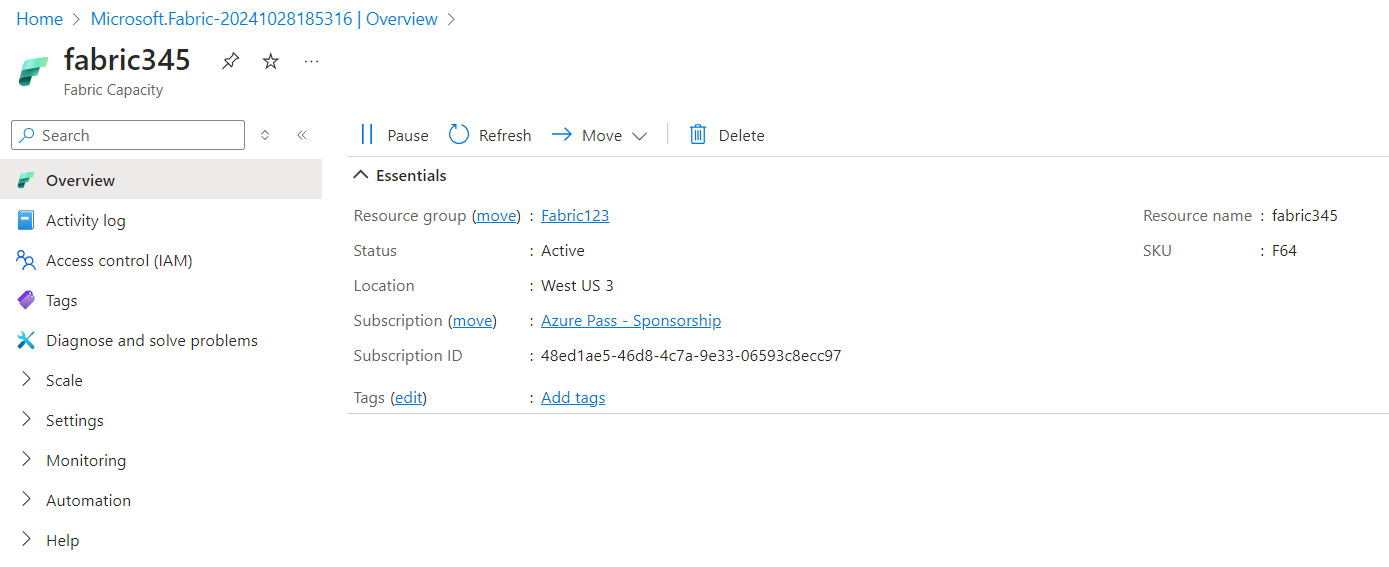 Home > Microsoft.Fabric-20241028185316 | Overview >
fabric345 ...
Fabric Capacity
Search
Pause Refresh Move Delete
Essentials
Overview
Activity log
Access control (IAM)
Tags
Diagnose and solve problems
Scale
Settings
Monitoring
Automation
Help
Resource group (move) : Fabric123
Status : Active
Location : West US 3
Subscription (move) : Azure Pass - Sponsorship
Subscription ID : 48ed1ae5-46d8-4c7a-9e33-06593c8ecc97
Tags (edit) : Add tags
Resource name : fabric345
SKU : F64